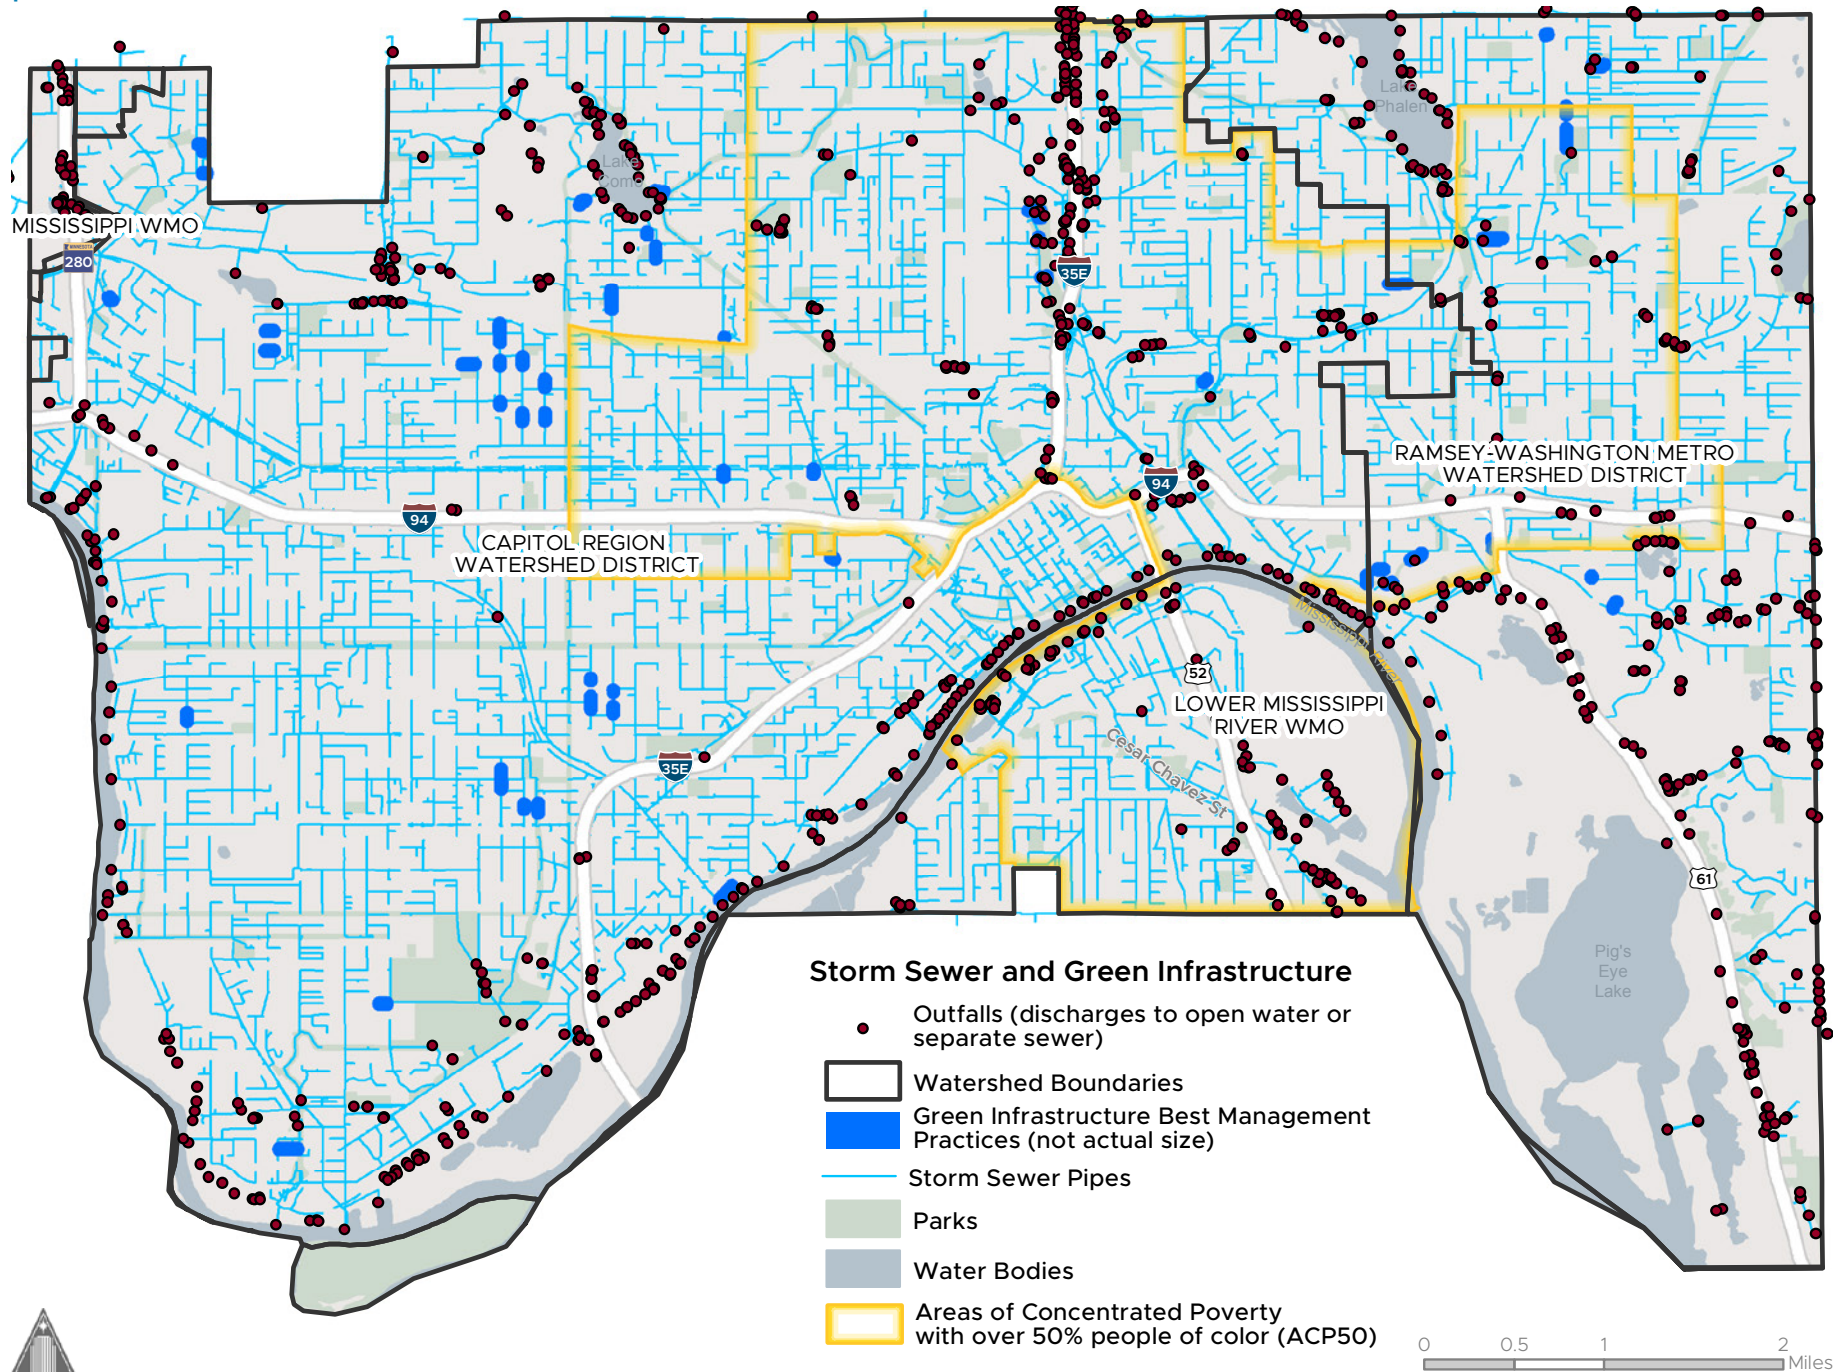 Lake
Phalen
Lake
Como
MISSISSIPPI WMO
MINNESOTA
280
35E
RAMSEY-WASHINGTON METRO
WATERSHED DISTRICT
94
94
CAPITOL REGION
WATERSHED DISTRICT
Mississippi River
52
LOWER MISSISSIPPI
RIVER WMO
Cesar Chavez St
35E
61
Pig's
Eye
Lake
Storm Sewer and Green Infrastructure
Outfalls (discharges to open water or
separate sewer)
Watershed Boundaries
Green Infrastructure Best Management
Practices (not actual size)
Storm Sewer Pipes
Parks
Water Bodies
Areas of Concentrated Poverty
with over 50% people of color (ACP50)
0 0.5 1 2
Miles